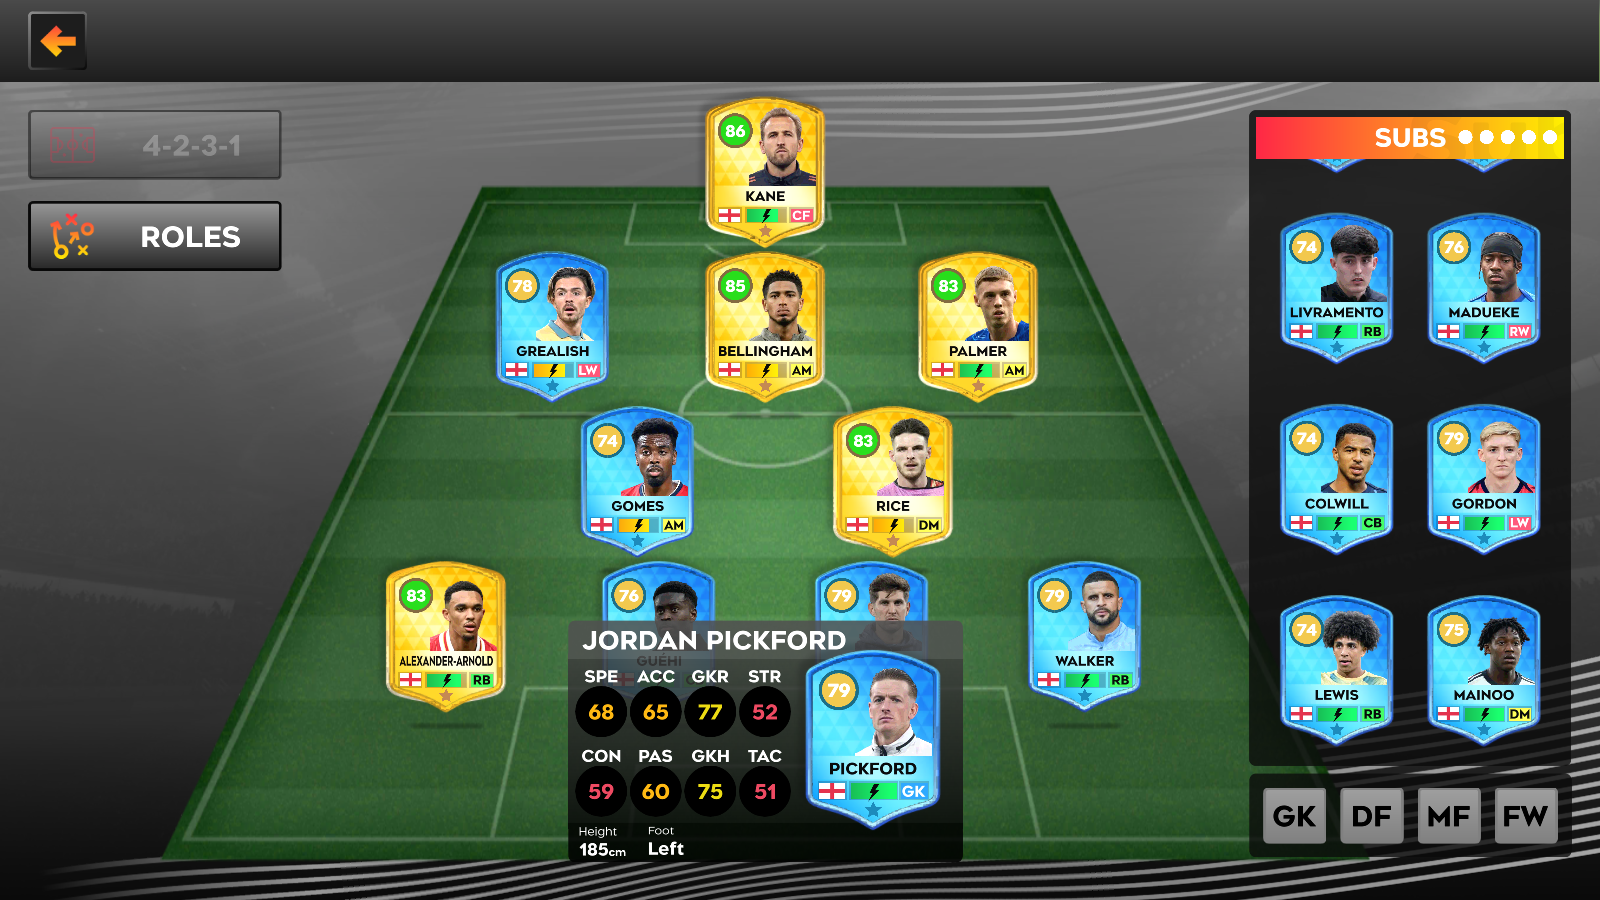 4-2-3-1
ROLES
86
KANE
CF
78
GREALISH
LW
85
BELLINGHAM
AM
83
PALMER
AM
74
GOMES
AM
83
RICE
DM
83
ALEXANDER-ARNOLD
RB
76
GUEHI
79
79
WALKER
RB
JORDAN PICKFORD
SPE ACC GKR STR
68 65 77 52
CON PAS GKH TAC
59 60 75 51
Height Foot
185cm Left
79
PICKFORD
GK
SUBS
74
LIVRAMENTO
RB
76
MADUEKE
RW
74
COLWILL
CB
79
GORDON
LW
74
LEWIS
RB
75
MAINOO
DM
GK DF MF FW